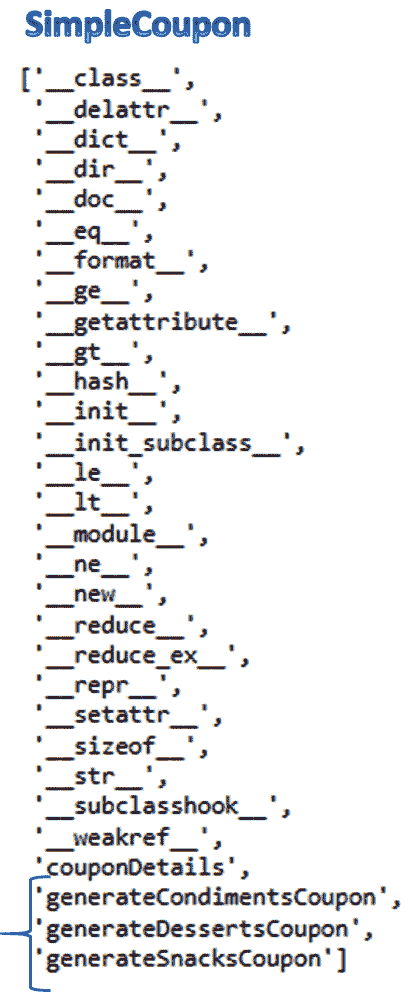 SimpleCoupon
['__class__',
'__delattr__',
'__dict__',
'__dir__',
'__doc__',
'__eq__',
'__format__',
'__ge__',
'__getattribute__',
'__gt__',
'__hash__',
'__init__',
'__init_subclass__',
'__le__',
'__lt__',
'__module__',
'__ne__',
'__new__',
'__reduce__',
'__reduce_ex__',
'__repr__',
'__setattr__',
'__sizeof__',
'__str__',
'__subclasshook__',
'__weakref__',
'couponDetails',
'generateCondimentsCoupon',
'generateDessertsCoupon',
'generateSnacksCoupon']